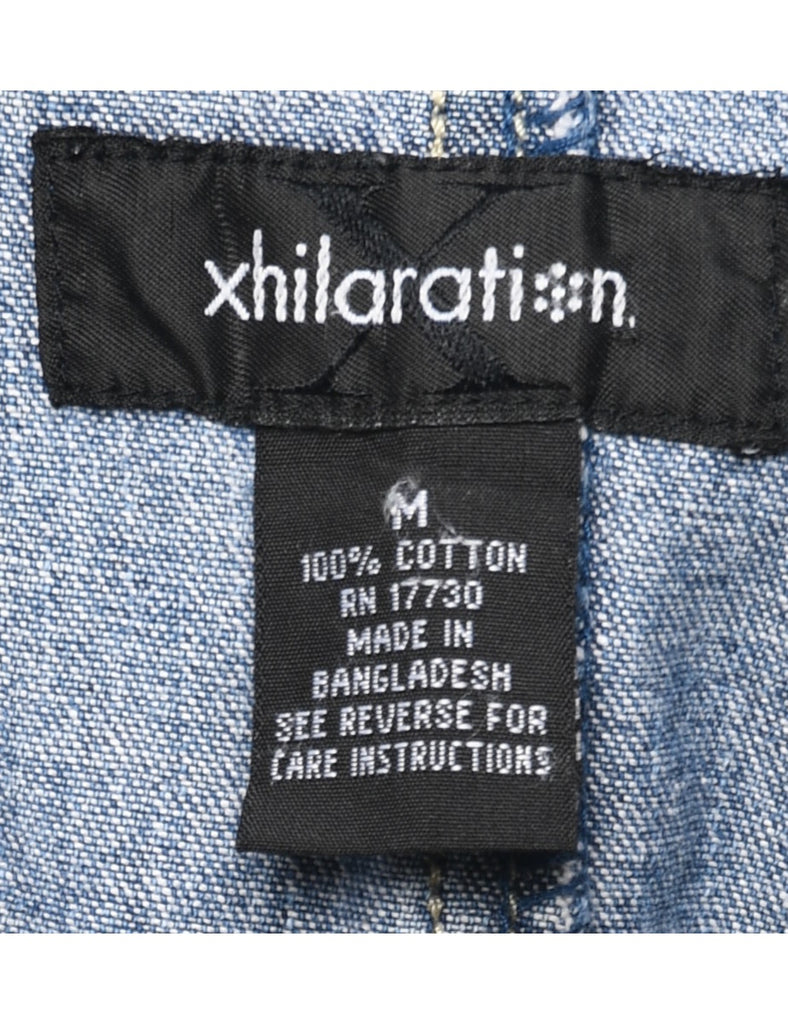 xhilaration.
M
100% COTTON
RN 17730
MADE IN
BANGLADESH
SEE REVERSE FOR
CARE INSTRUCTIONS